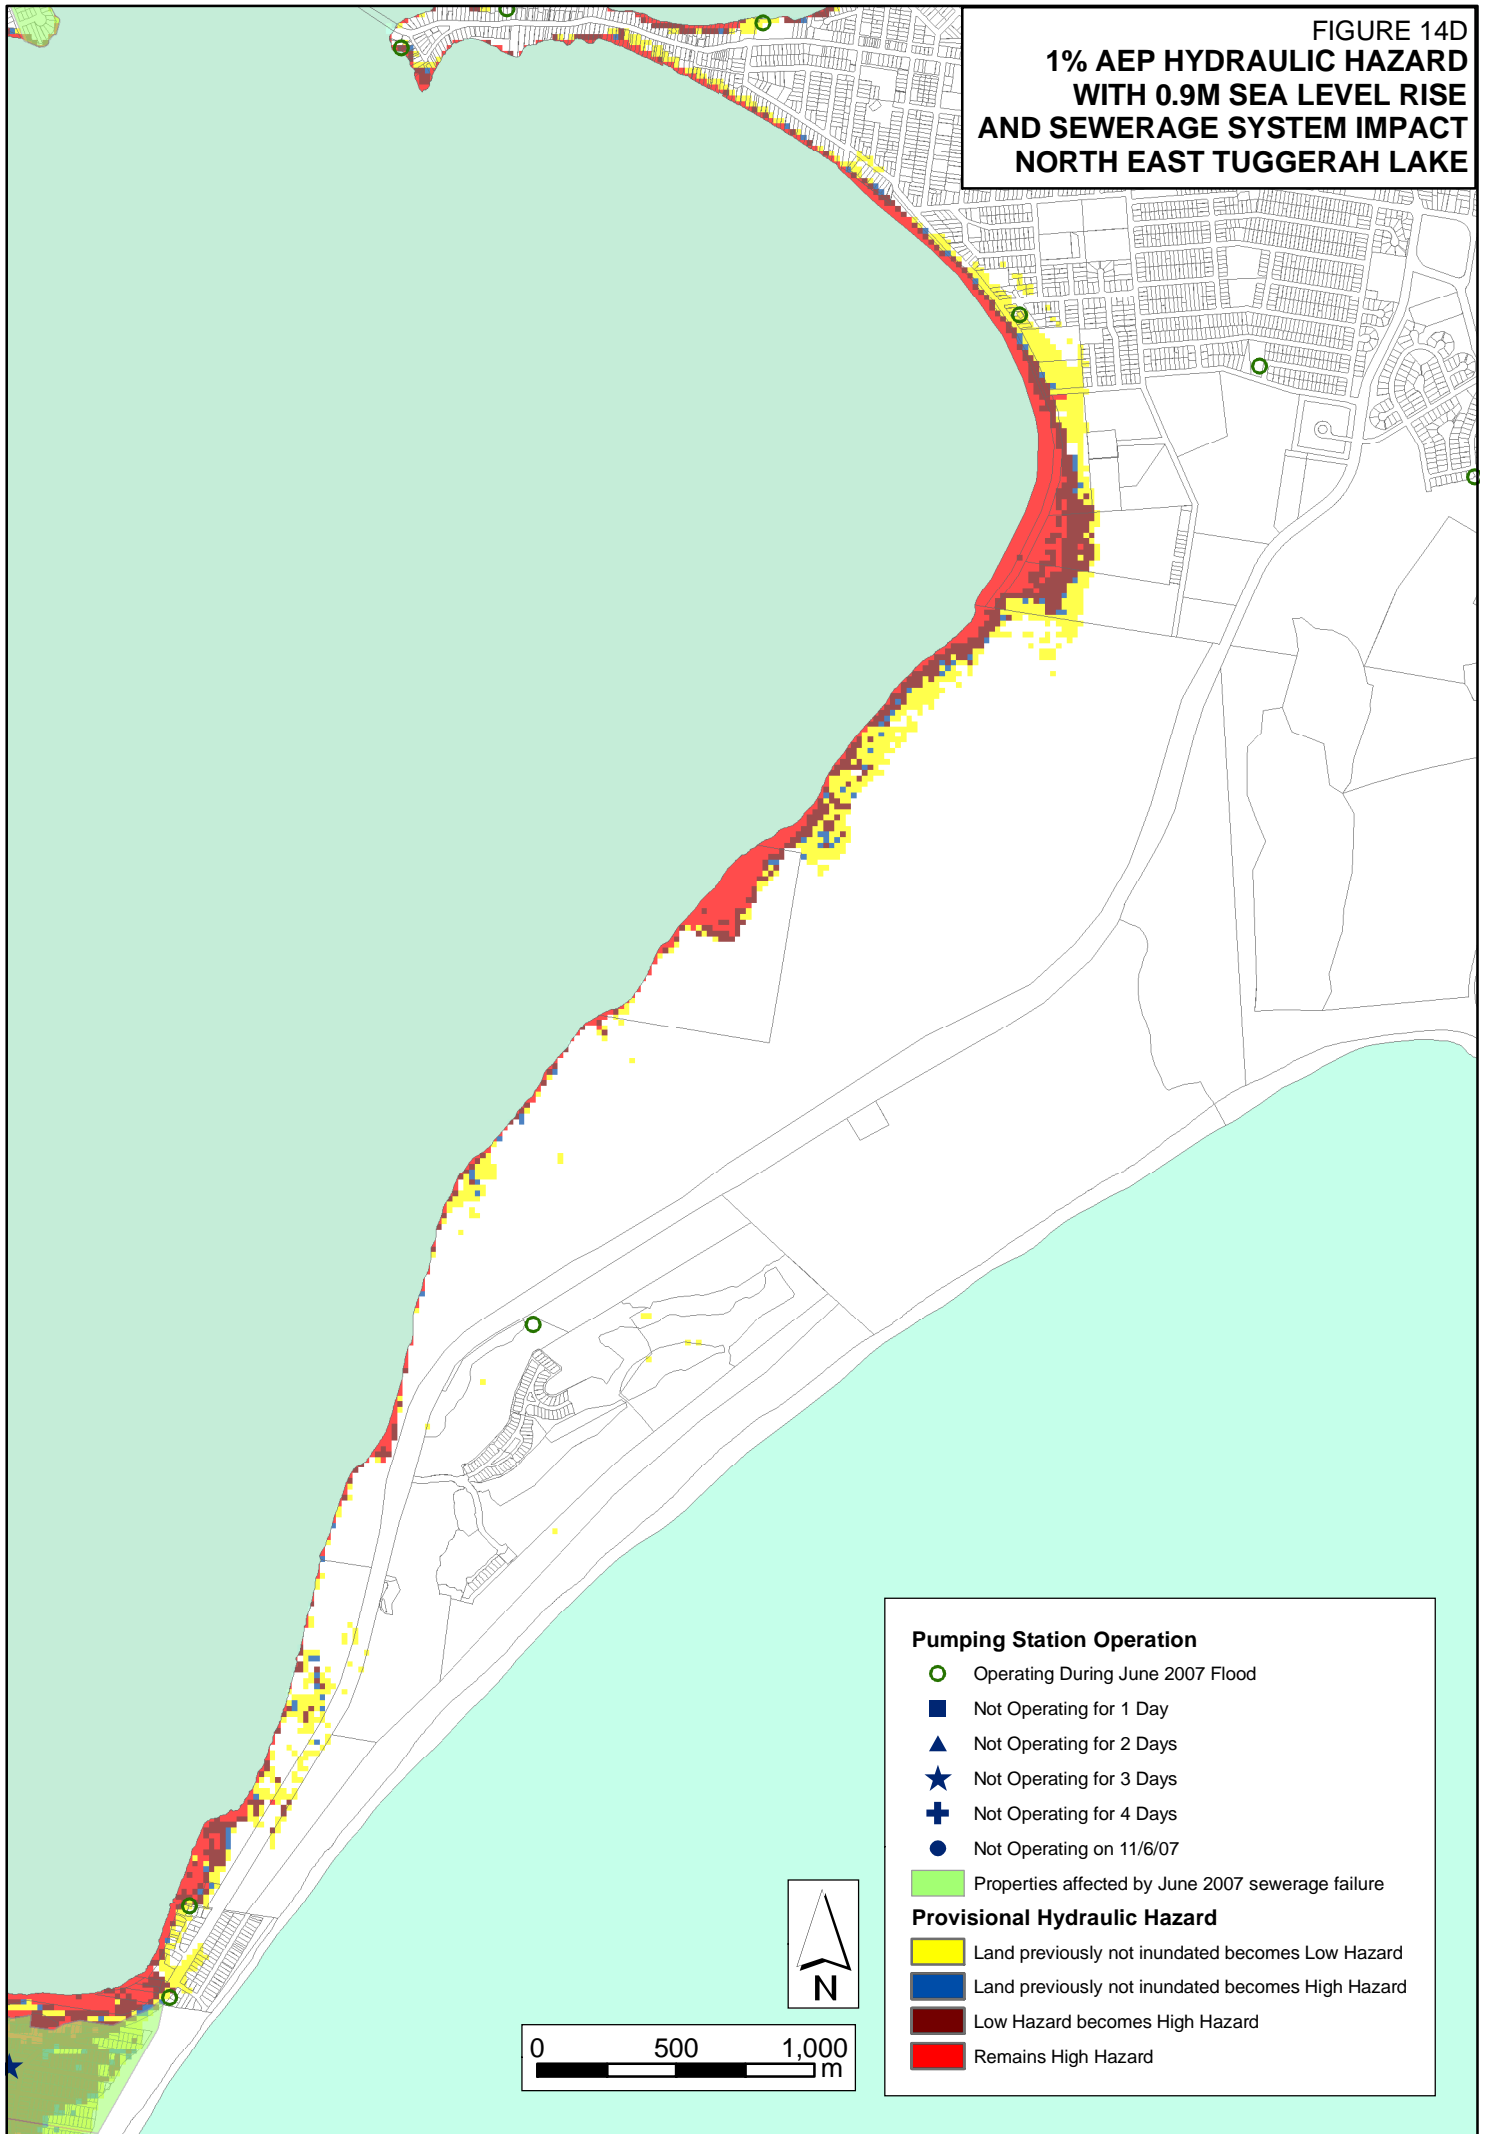 FIGURE 14D
1% AEP HYDRAULIC HAZARD
WITH 0.9M SEA LEVEL RISE
AND SEWERAGE SYSTEM IMPACT
NORTH EAST TUGGERAH LAKE
Pumping Station Operation
Operating During June 2007 Flood
Not Operating for 1 Day
Not Operating for 2 Days
Not Operating for 3 Days
Not Operating for 4 Days
Not Operating on 11/6/07
Properties affected by June 2007 sewerage failure
Provisional Hydraulic Hazard
Land previously not inundated becomes Low Hazard
Land previously not inundated becomes High Hazard
Low Hazard becomes High Hazard
Remains High Hazard
N
0 500 1,000
m